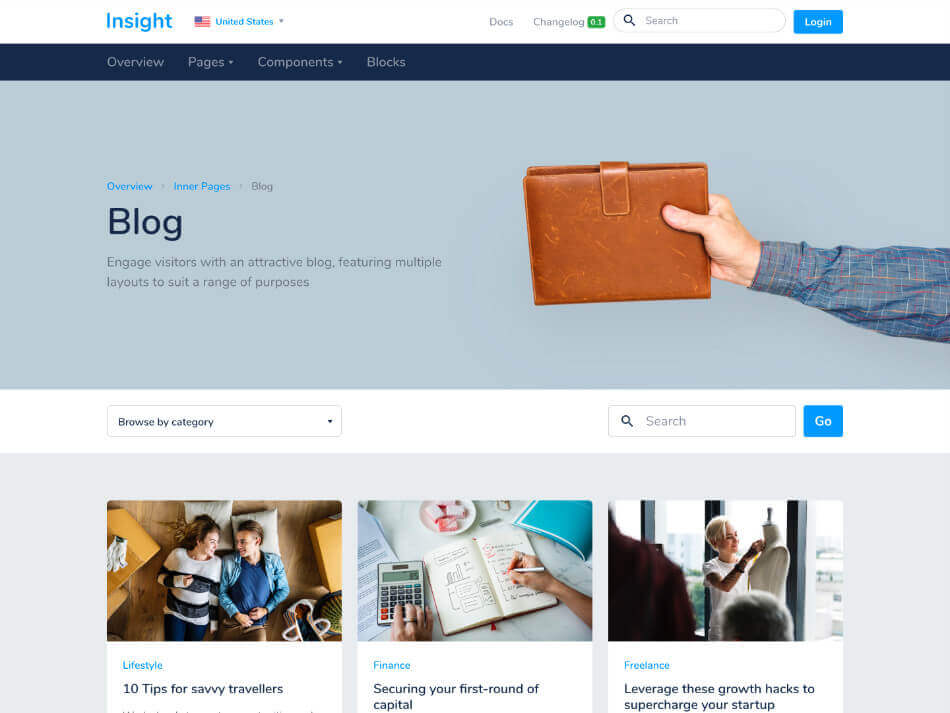 Insight
United States
Docs
Changelog 0.1
Search
Login
Overview
Pages
Components
Blocks
Overview › Inner Pages › Blog
Blog
Engage visitors with an attractive blog, featuring multiple
layouts to suit a range of purposes
Browse by category
Search
Go
Lifestyle
10 Tips for savvy travellers
Finance
Securing your first-round of
capital
Freelance
Leverage these growth hacks to
supercharge your startup